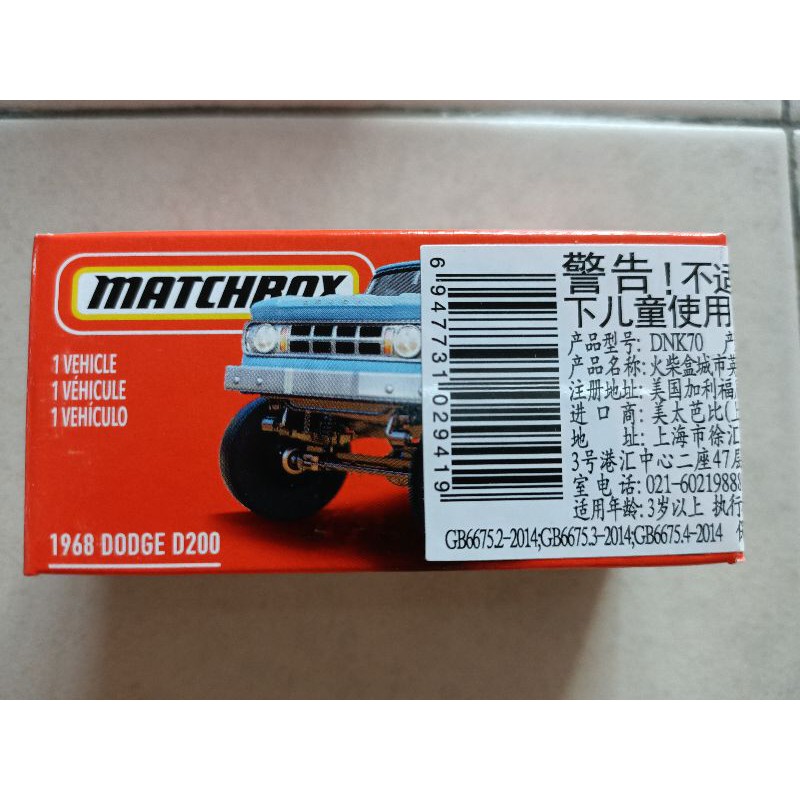 MATCHBOX
1 VEHICLE
1 VÉHICULE
1 VEHÍCULO
1968 DODGE D200
6 947731 029419
警告！不适
下儿童使用
产品型号: DNK70 产
产品名称: 火柴盒城市英
注册地址: 美国加利福
进口商: 美太芭比(上
地 址: 上海市徐汇
3号港汇中心二座47层
室 电话: 021-6021988
适用年龄: 3岁以上 执行
GB6675.2-2014;GB6675.3-2014;GB6675.4-2014